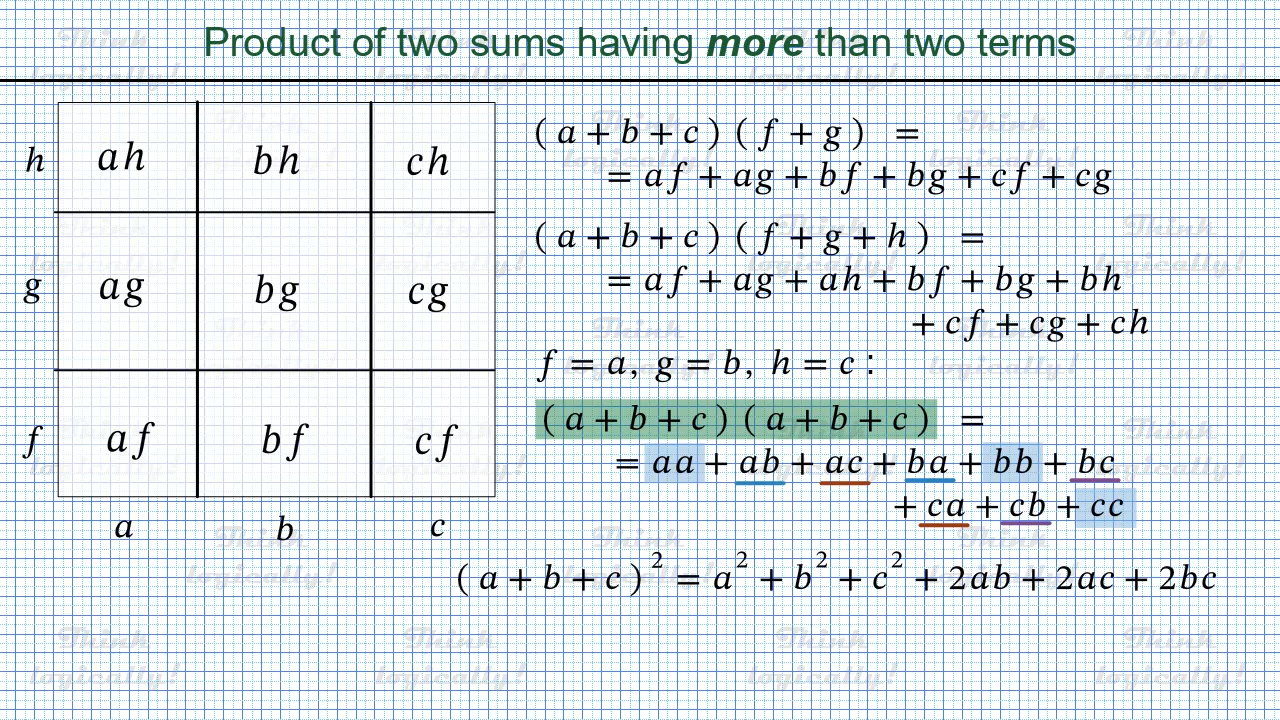 Product of two sums having more than two terms
h ah bh ch
g ag bg cg
f af bf cf
a b c
( a + b + c ) ( f + g ) =
= af + ag + bf + bg + cf + cg
( a + b + c ) ( f + g + h ) =
= af + ag + ah + bf + bg + bh
+ cf + cg + ch
f = a, g = b, h = c :
( a + b + c ) ( a + b + c ) =
= aa + ab + ac + ba + bb + bc
+ ca + cb + cc
( a + b + c )² = a² + b² + c² + 2ab + 2ac + 2bc
Think
logically!